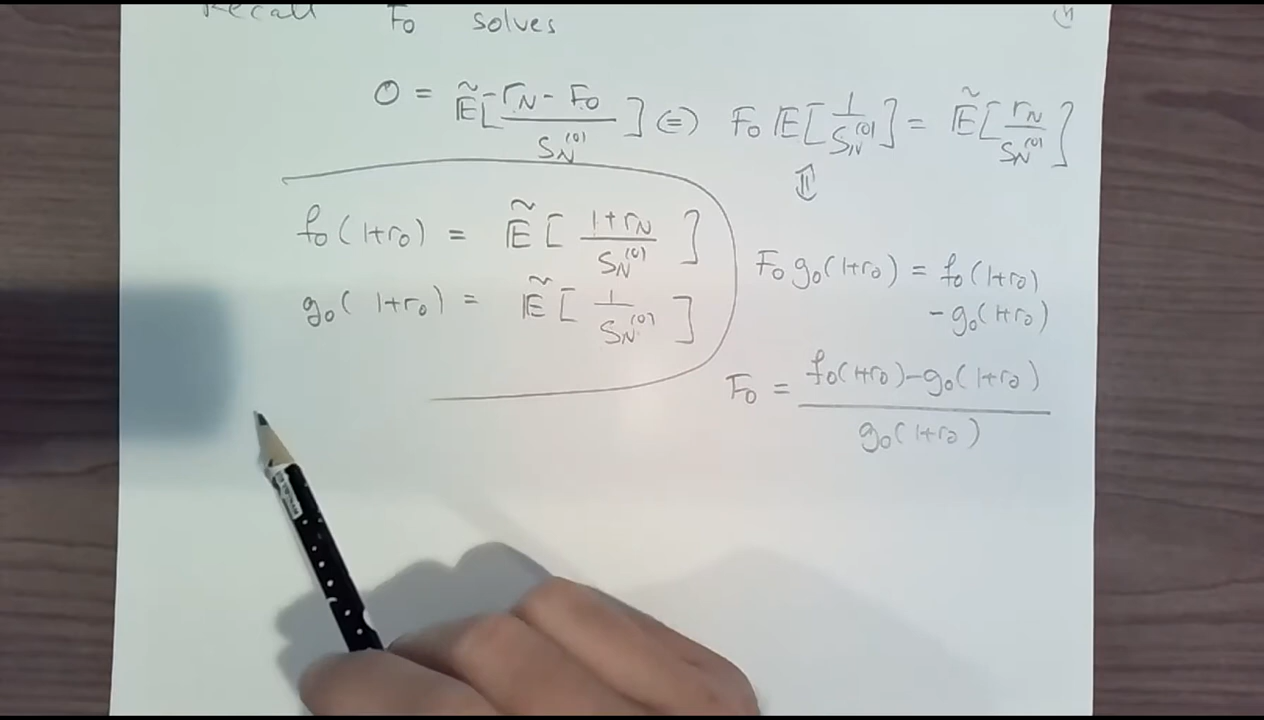 Recall F₀ solves
0 = Ẽ[ (r_N - F₀) / S_N^(0) ] ⇔ F₀ E[ 1 / S_N^(0) ] = Ẽ[ r_N / S_N^(0) ]
⇕
f₀(1+r₀) = Ẽ[ (1+r_N) / S_N^(0) ]
g₀(1+r₀) = Ẽ[ 1 / S_N^(0) ]
F₀ g₀(1+r₀) = f₀(1+r₀)
- g₀(1+r₀)
F₀ = (f₀(1+r₀) - g₀(1+r₀)) / (g₀(1+r₀))